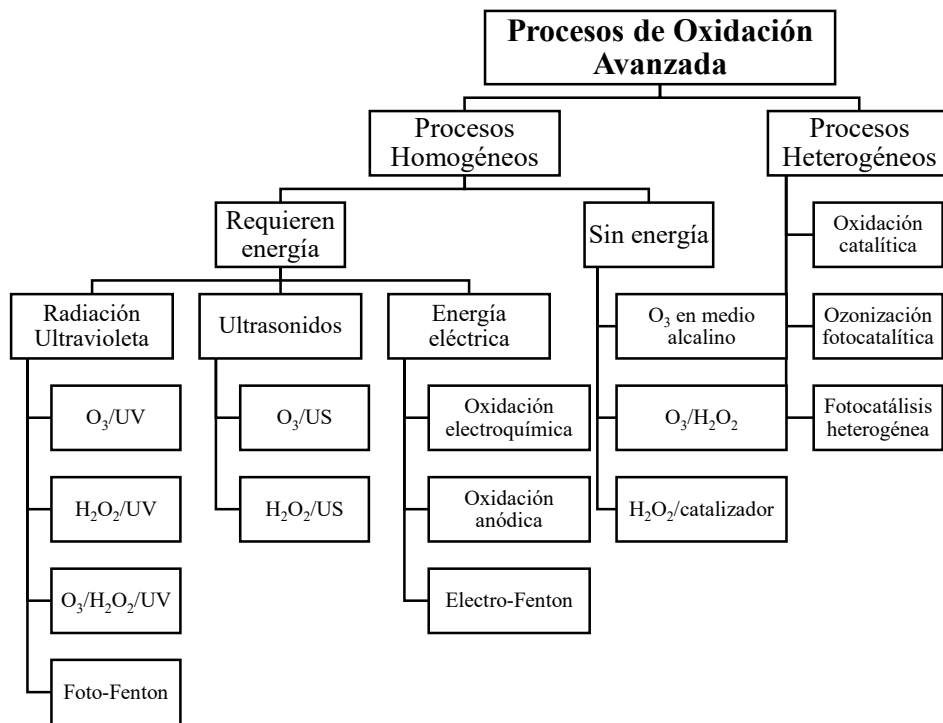 Procesos de Oxidación
Avanzada
Procesos
Homogéneos
Procesos
Heterogéneos
Requieren
energía
Sin energía
Oxidación
catalítica
Radiación
Ultravioleta
Ultrasonidos
Energía
eléctrica
O₃ en medio
alcalino
Ozonización
fotocatalítica
O₃/UV
O₃/US
Oxidación
electroquímica
O₃/H₂O₂
Fotocatálisis
heterogénea
H₂O₂/UV
H₂O₂/US
Oxidación
anódica
H₂O₂/catalizador
O₃/H₂O₂/UV
Electro-Fenton
Foto-Fenton